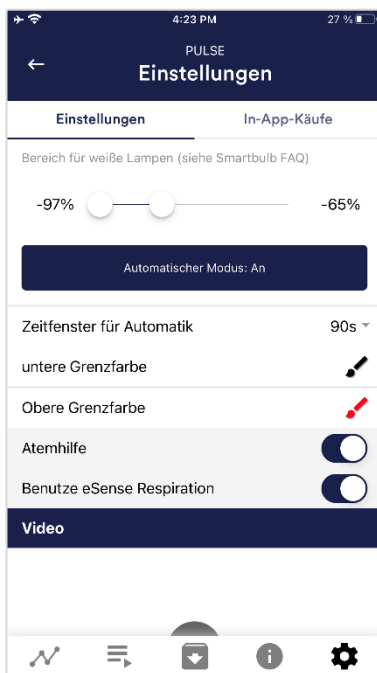 4:23 PM
27 %
PULSE
Einstellungen
Einstellungen
In-App-Käufe
Bereich für weiße Lampen (siehe Smartbulb FAQ)
-97%
-65%
Automatischer Modus: An
Zeitfenster für Automatik
90s
untere Grenzfarbe
Obere Grenzfarbe
Atemhilfe
Benutze eSense Respiration
Video